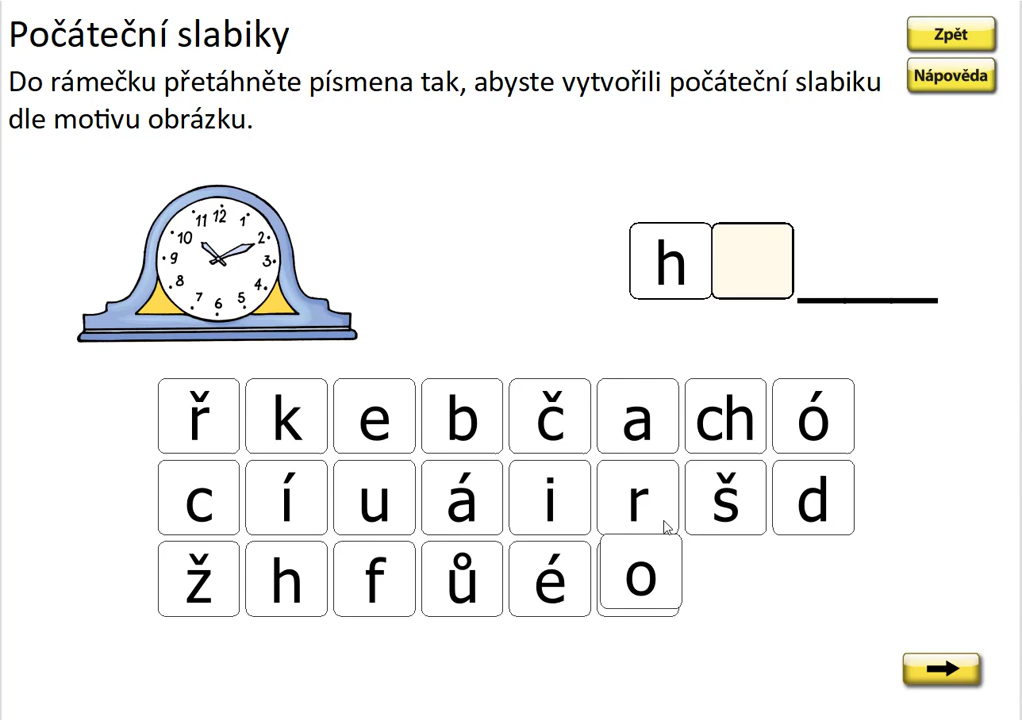 Počáteční slabiky
Zpět
Do rámečku přetáhněte písmena tak, abyste vytvořili počáteční slabiku
Nápověda
dle motivu obrázku.
11 12 1
10 2
9 3
8 4
7 6 5
h
ř k e b č a ch ó
c í u á i r š d
ž h f ů é o